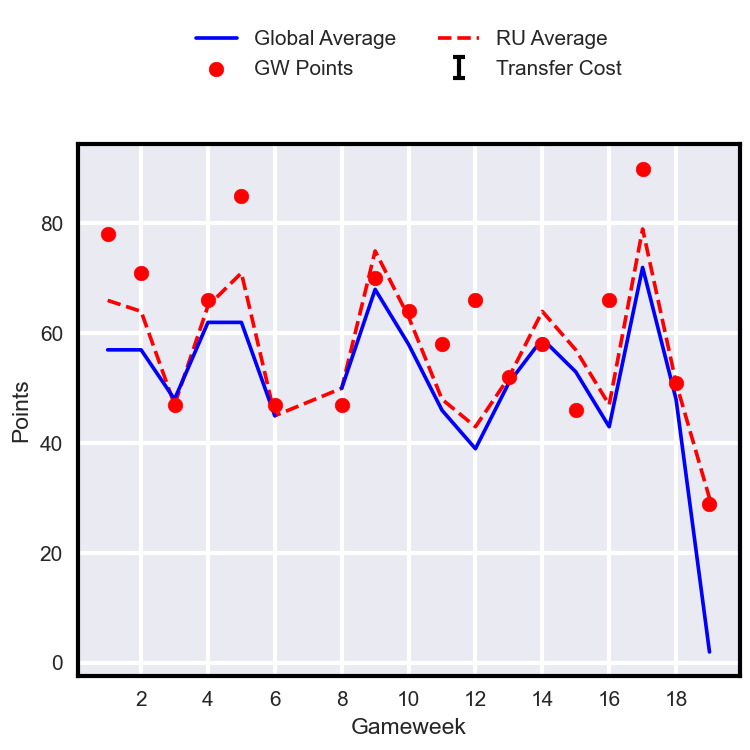 Global Average RU Average
GW Points Transfer Cost
80
60
40
20
0
Points
2 4 6 8 10 12 14 16 18
Gameweek